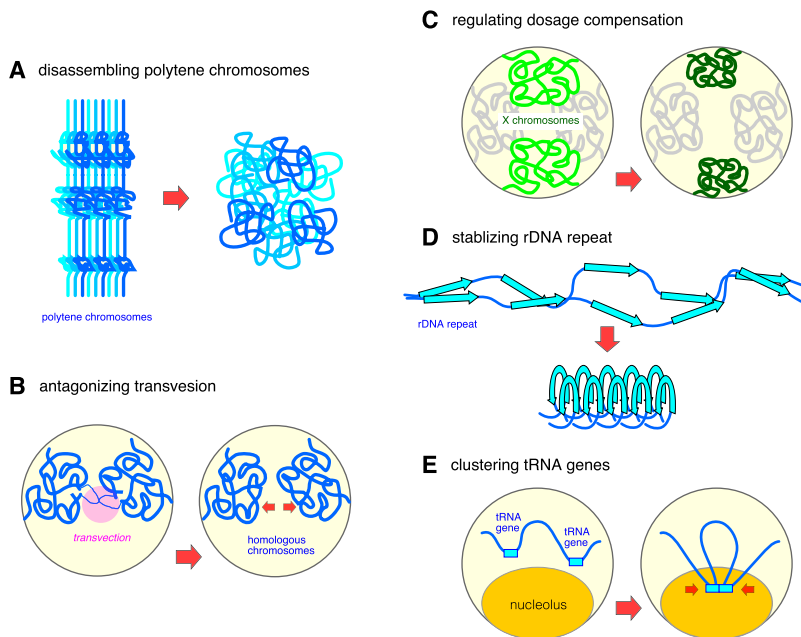 A disassembling polytene chromosomes
polytene chromosomes
B antagonizing transvesion
transvection
homologous
chromosomes
C regulating dosage compensation
X chromosomes
D stablizing rDNA repeat
rDNA repeat
E clustering tRNA genes
tRNA
gene
tRNA
gene
nucleolus